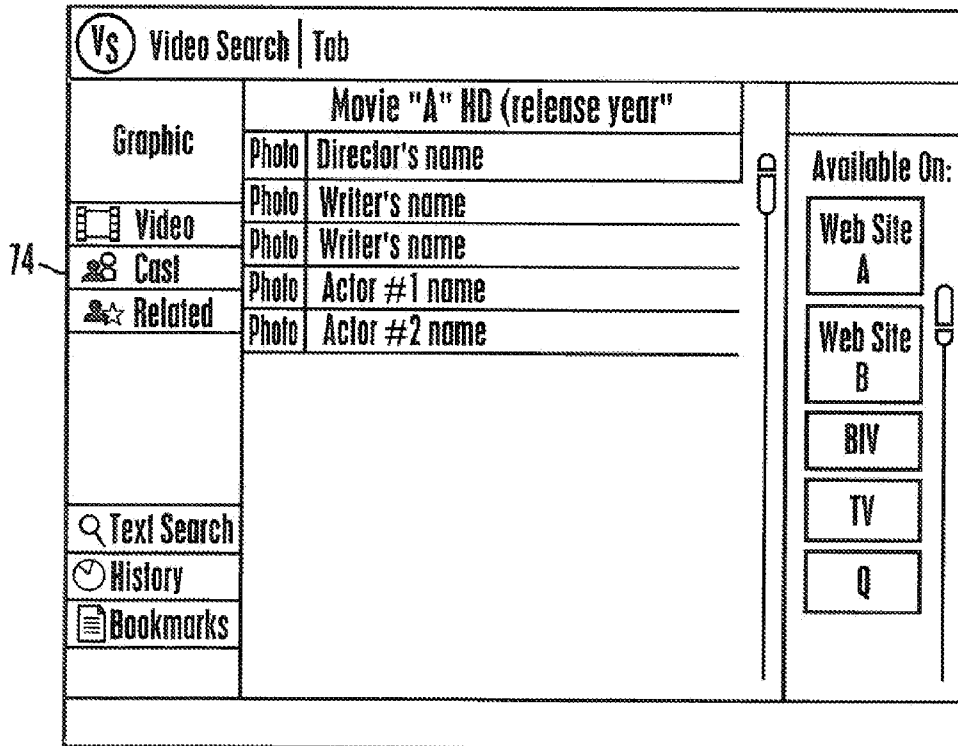 VS Video Search | Tab
Graphic
Video
74
Cast
Related
Text Search
History
Bookmarks
Movie "A" HD (release year"
Photo Director's name
Photo Writer's name
Photo Writer's name
Photo Actor #1 name
Photo Actor #2 name
Available On:
Web Site
A
Web Site
B
BIV
TV
Q